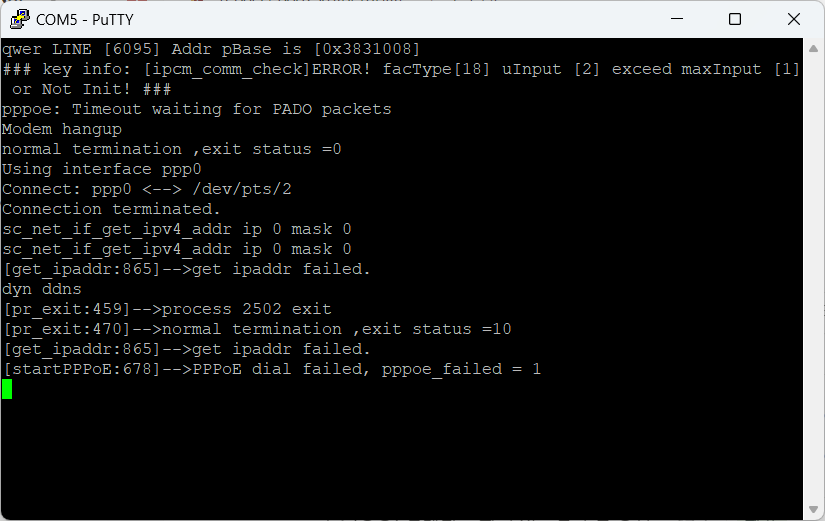 COM5 - PuTTY
qwer LINE [6095] Addr pBase is [0x3831008]
### key info: [ipcm_comm_check]ERROR! facType[18] uInput [2] exceed maxInput [1]
 or Not Init! ###
pppoe: Timeout waiting for PADO packets
Modem hangup
normal termination ,exit status =0
Using interface ppp0
Connect: ppp0 <--> /dev/pts/2
Connection terminated.
sc_net_if_get_ipv4_addr ip 0 mask 0
sc_net_if_get_ipv4_addr ip 0 mask 0
[get_ipaddr:865]-->get ipaddr failed.
dyn ddns
[pr_exit:459]-->process 2502 exit
[pr_exit:470]-->normal termination ,exit status =10
[get_ipaddr:865]-->get ipaddr failed.
[startPPPoE:678]-->PPPoE dial failed, pppoe_failed = 1